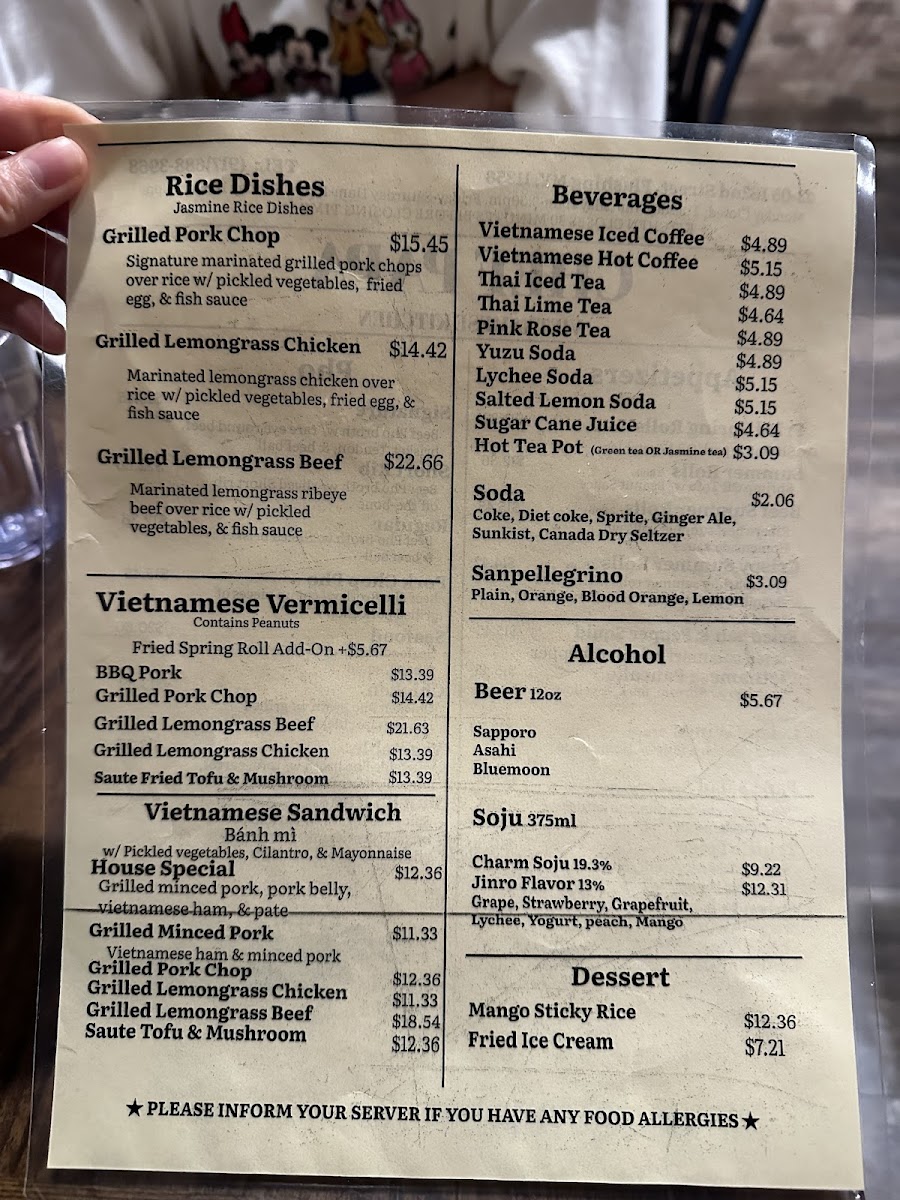 Rice Dishes
Jasmine Rice Dishes
Grilled Pork Chop $15.45
Signature marinated grilled pork chops
over rice w/ pickled vegetables, fried
egg, & fish sauce
Grilled Lemongrass Chicken $14.42
Marinated lemongrass chicken over
rice w/ pickled vegetables, fried egg, &
fish sauce
Grilled Lemongrass Beef $22.66
Marinated lemongrass ribeye
beef over rice w/ pickled
vegetables, & fish sauce
Vietnamese Vermicelli
Contains Peanuts
Fried Spring Roll Add-On +$5.67
BBQ Pork $13.39
Grilled Pork Chop $14.42
Grilled Lemongrass Beef $21.63
Grilled Lemongrass Chicken $13.39
Saute Fried Tofu & Mushroom $13.39
Vietnamese Sandwich
Bánh mì
w/ Pickled vegetables, Cilantro, & Mayonnaise
House Special $12.36
Grilled minced pork, pork belly,
vietnamese ham, & pate
Grilled Minced Pork $11.33
Vietnamese ham & minced pork
Grilled Pork Chop $12.36
Grilled Lemongrass Chicken $11.33
Grilled Lemongrass Beef $18.54
Saute Tofu & Mushroom $12.36
Beverages
Vietnamese Iced Coffee $4.89
Vietnamese Hot Coffee $5.15
Thai Iced Tea $4.89
Thai Lime Tea $4.64
Pink Rose Tea $4.89
Yuzu Soda $4.89
Lychee Soda $5.15
Salted Lemon Soda $5.15
Sugar Cane Juice $4.64
Hot Tea Pot (Green tea OR Jasmine tea) $3.09
Soda $2.06
Coke, Diet coke, Sprite, Ginger Ale,
Sunkist, Canada Dry Seltzer
Sanpellegrino $3.09
Plain, Orange, Blood Orange, Lemon
Alcohol
Beer 12oz $5.67
Sapporo
Asahi
Bluemoon
Soju 375ml
Charm Soju 19.3% $9.22
Jinro Flavor 13% $12.31
Grape, Strawberry, Grapefruit,
Lychee, Yogurt, peach, Mango
Dessert
Mango Sticky Rice $12.36
Fried Ice Cream $7.21
★ PLEASE INFORM YOUR SERVER IF YOU HAVE ANY FOOD ALLERGIES ★